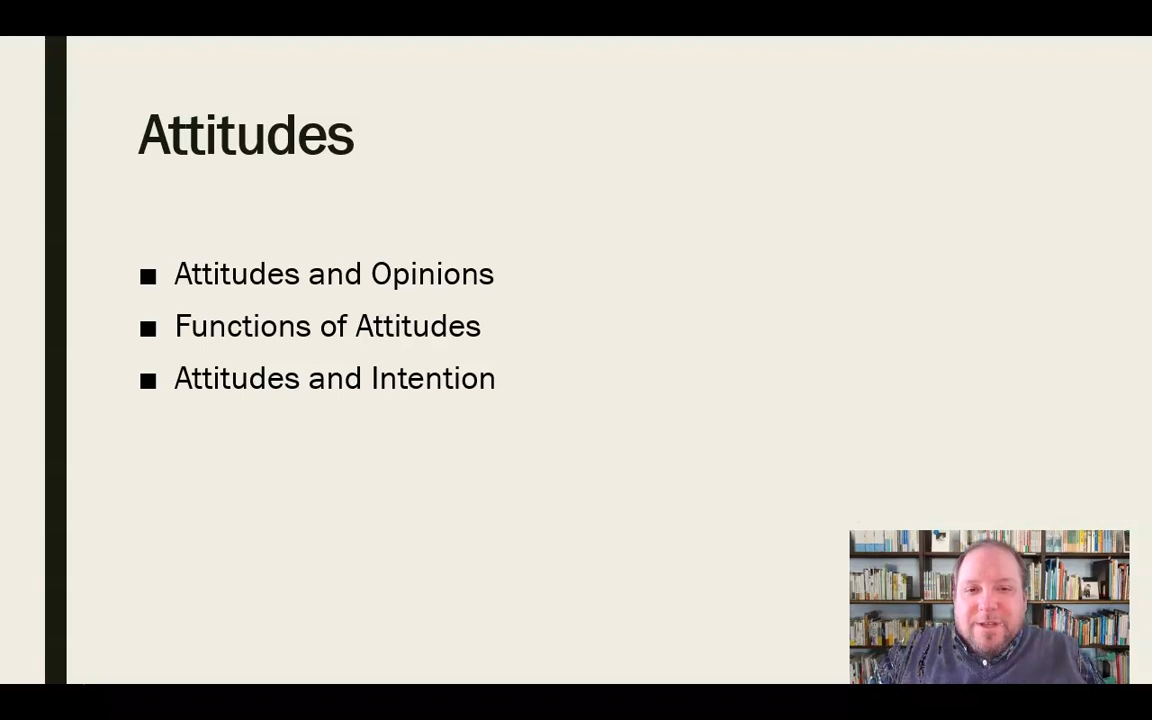 Attitudes
■ Attitudes and Opinions
■ Functions of Attitudes
■ Attitudes and Intention